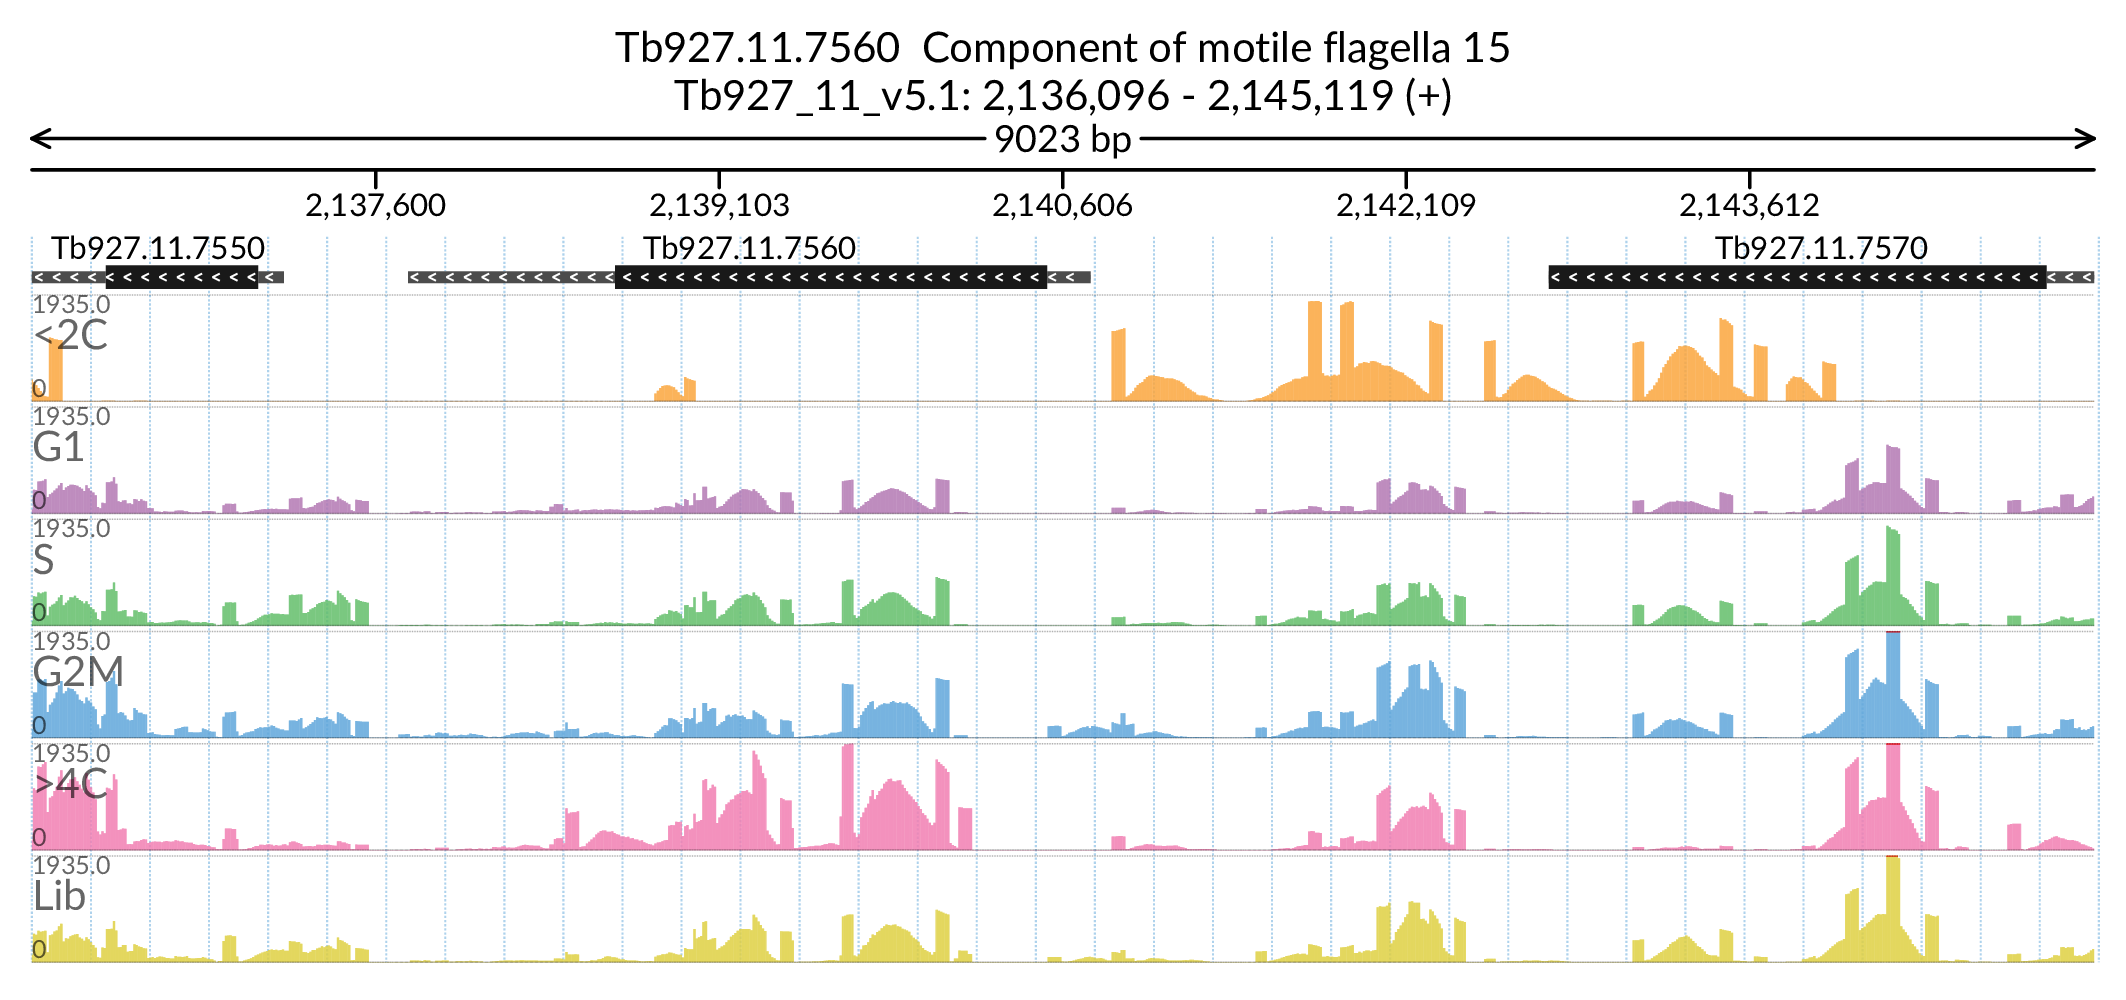 Tb927.11.7560  Component of motile flagella 15
Tb927_11_v5.1: 2,136,096 - 2,145,119 (+)
9023 bp
2,137,600 2,139,103 2,140,606 2,142,109 2,143,612
Tb927.11.7550 Tb927.11.7560 Tb927.11.7570
1935.0
<2C
0
1935.0
G1
0
1935.0
S
0
1935.0
G2M
0
1935.0
>4C
0
1935.0
Lib
0